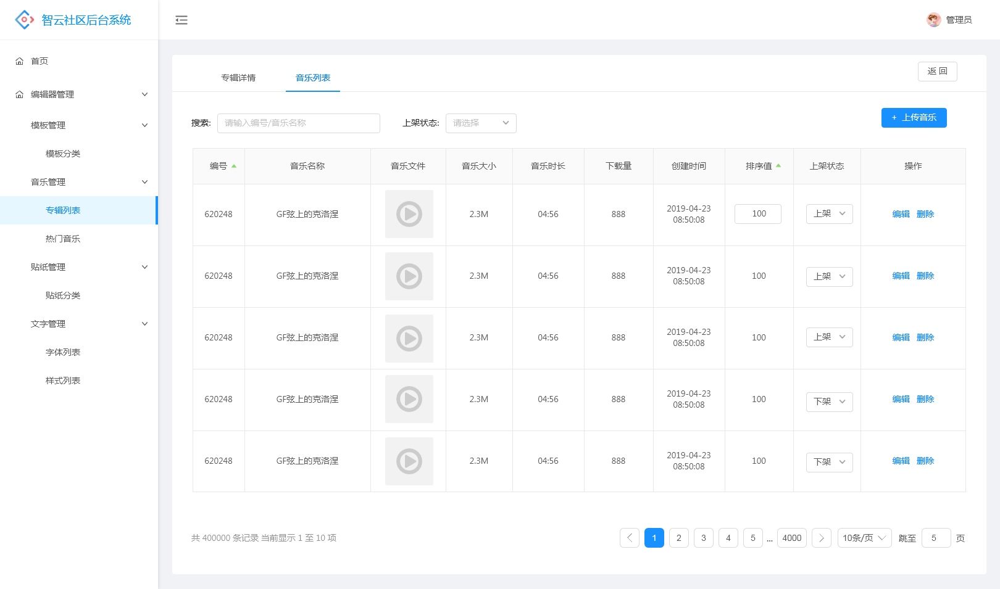 智云社区后台系统
管理员
首页
编辑器管理
模板管理
模板分类
音乐管理
专辑列表
热门音乐
贴纸管理
贴纸分类
文字管理
字体列表
样式列表
专辑详情 音乐列表 返 回
搜索: 请输入编号/音乐名称 上架状态: 请选择 + 上传音乐
编号 音乐名称 音乐文件 音乐大小 音乐时长 下载量 创建时间 排序值 上架状态 操作
620248 GF弦上的克洛涅 2.3M 04:56 888 2019-04-23 08:50:08 100 上架 编辑 删除
620248 GF弦上的克洛涅 2.3M 04:56 888 2019-04-23 08:50:08 100 上架 编辑 删除
620248 GF弦上的克洛涅 2.3M 04:56 888 2019-04-23 08:50:08 100 上架 编辑 删除
620248 GF弦上的克洛涅 2.3M 04:56 888 2019-04-23 08:50:08 100 下架 编辑 删除
620248 GF弦上的克洛涅 2.3M 04:56 888 2019-04-23 08:50:08 100 下架 编辑 删除
共 400000 条记录 当前显示 1 至 10 项 1 2 3 4 5 ... 4000 10条/页 跳至 5 页